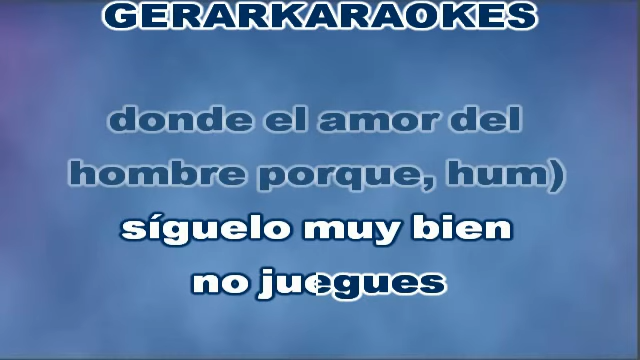 GERARKARAOKES
donde el amor del
hombre porque, hum)
síguelo muy bien
no juegues